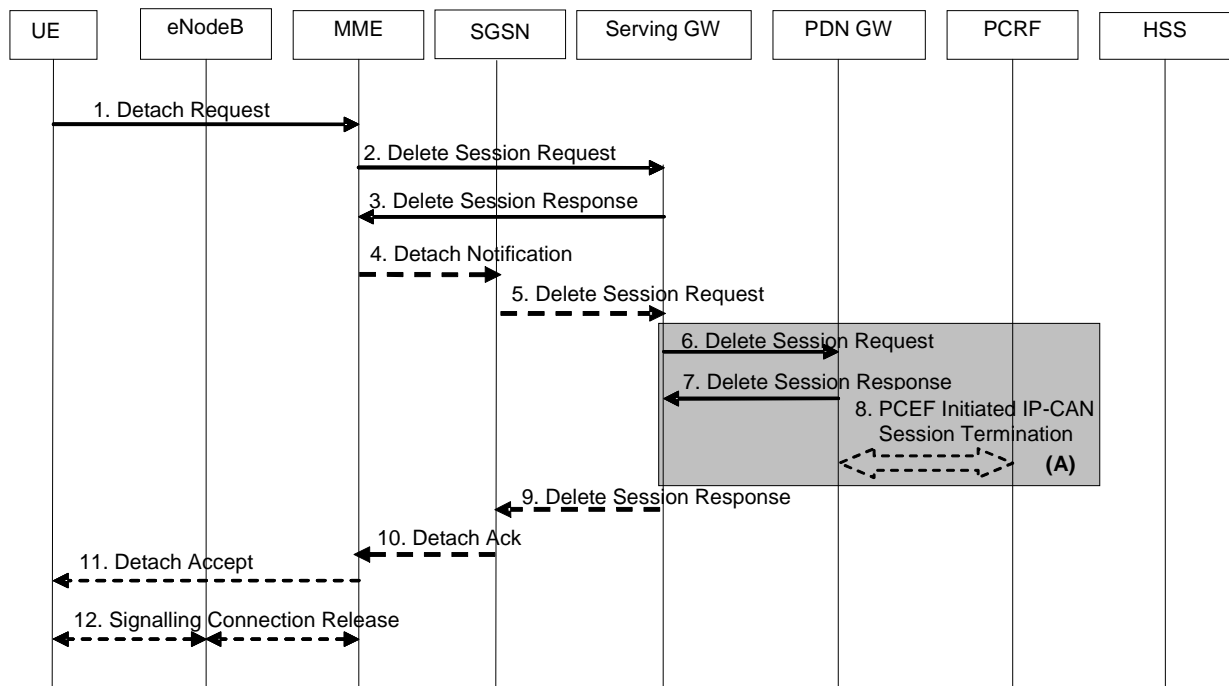 UE
eNodeB
MME
SGSN
Serving GW
PDN GW
PCRF
HSS
1. Detach Request
2. Delete Session Request
3. Delete Session Response
4. Detach Notification
5. Delete Session Request
6. Delete Session Request
7. Delete Session Response
8. PCEF Initiated IP-CAN
Session Termination
(A)
9. Delete Session Response
10. Detach Ack
11. Detach Accept
12. Signalling Connection Release